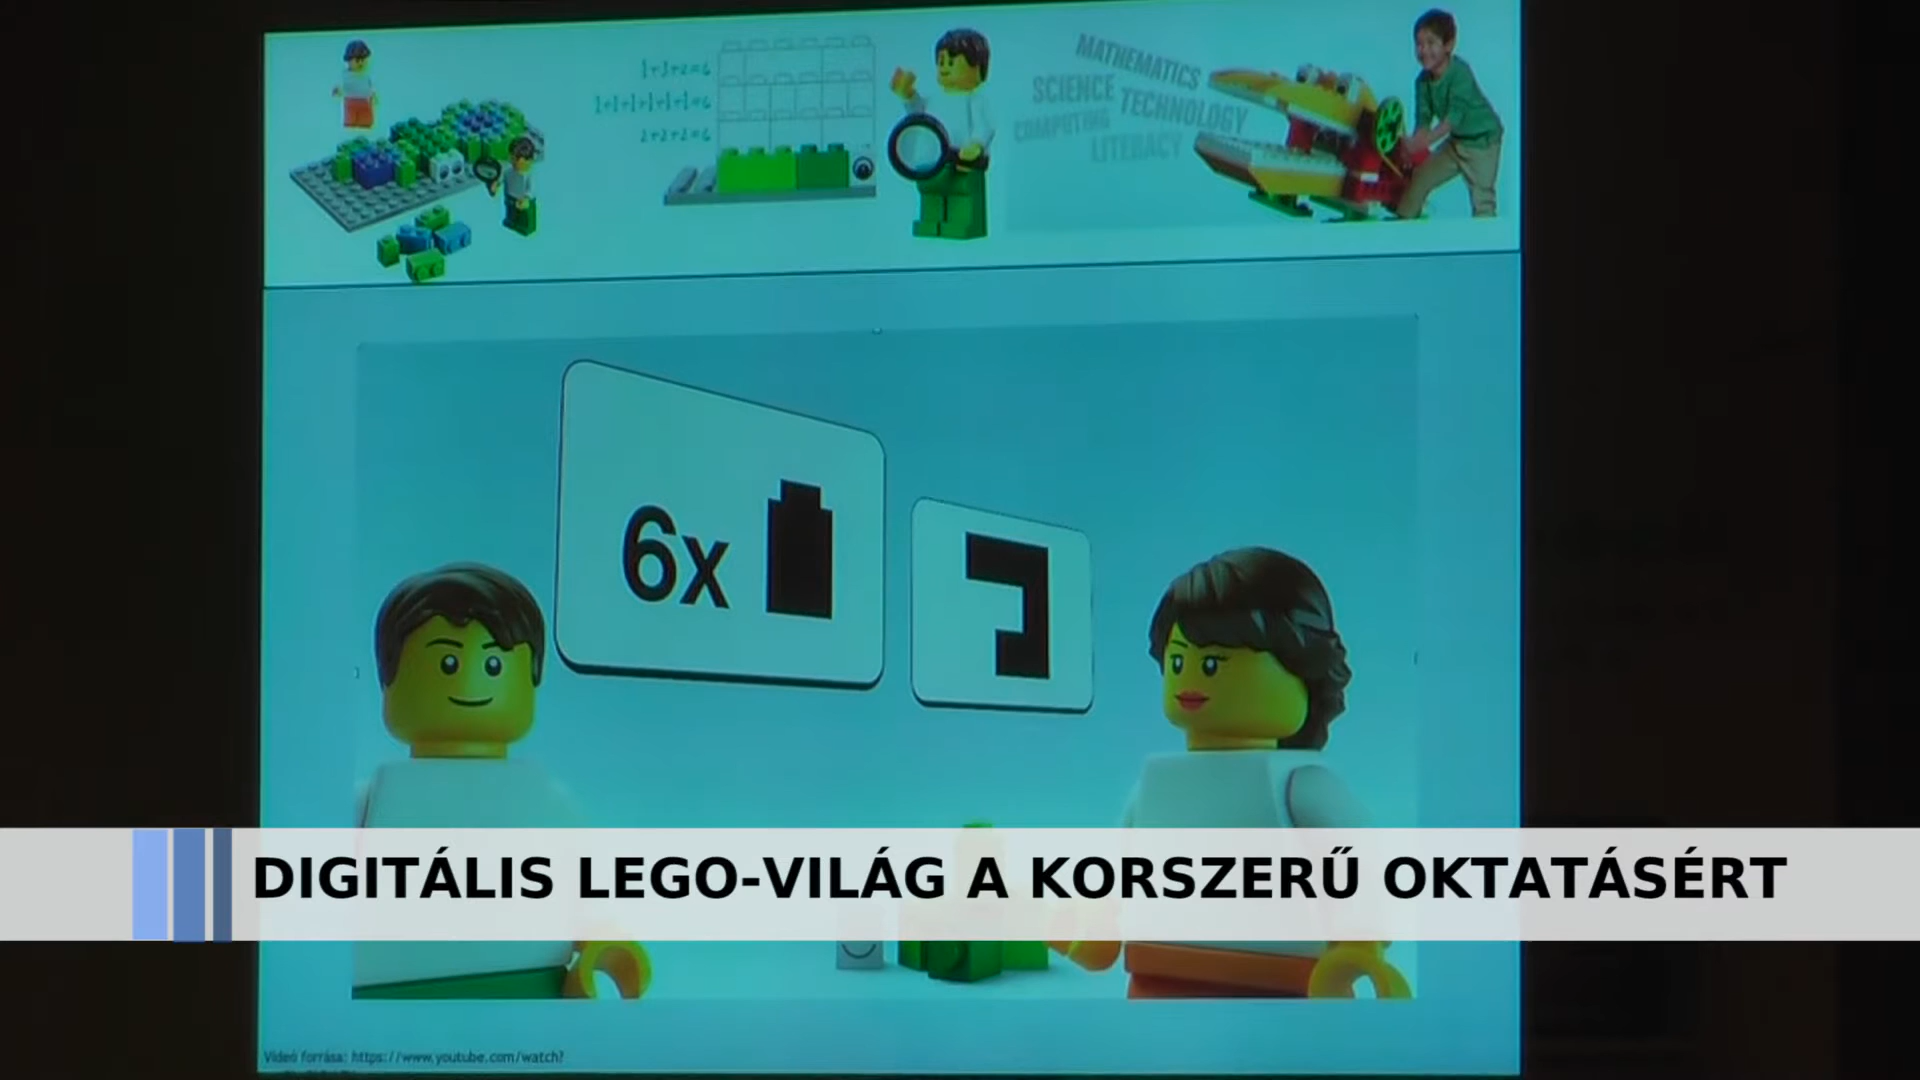 1+3+2=6
1+1+1+1+1+1=6
2+2+2=6
MATHEMATICS
SCIENCE
TECHNOLOGY
COMPUTING
LITERACY
6x
DIGITÁLIS LEGO-VILÁG A KORSZERŰ OKTATÁSÉRT
Videó forrása: https://www.youtube.com/watch?